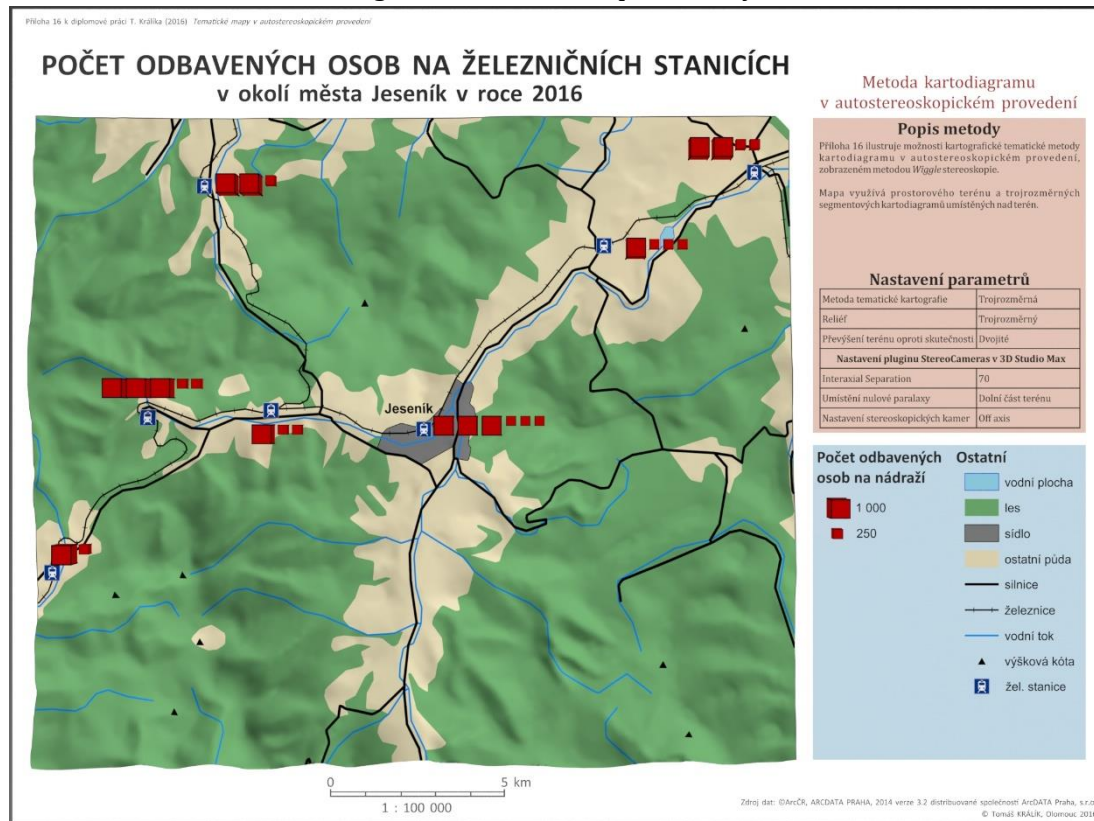 Příloha 16 k diplomové práci T. Králíka (2016) Tematické mapy v autostereoskopickém provedení
POČET ODBAVENÝCH OSOB NA ŽELEZNIČNÍCH STANICÍCH
v okolí města Jeseník v roce 2016
Jeseník
0 5 km
1 : 100 000
Metoda kartodiagramu
v autostereoskopickém provedení
Popis metody
Příloha 16 ilustruje možnosti kartografické tematické metody
kartodiagramu v autostereoskopickém provedení,
zobrazeném metodou Wiggle stereoskopie.
Mapa využívá prostorového terénu a trojrozměrných
segmentových kartodiagramů umístěných nad terén.
Nastavení parametrů
Metoda tematické kartografie Trojrozměrná
Reliéf Trojrozměrný
Převýšení terénu oproti skutečnosti Dvojité
Nastavení pluginu StereoCameras v 3D Studio Max
Interaxial Separation 70
Umístění nulové paralaxy Dolní část terénu
Nastavení stereoskopických kamer Off axis
Počet odbavených
osob na nádraží
1 000
250
Ostatní
vodní plocha
les
sídlo
ostatní půda
silnice
železnice
vodní tok
výšková kóta
žel. stanice
Zdroj dat: ©ArcČR, ARCDATA PRAHA, 2014 verze 3.2 distribuované společností ArcDATA Praha, s.r.o.
© Tomáš KRÁLÍK, Olomouc 2016